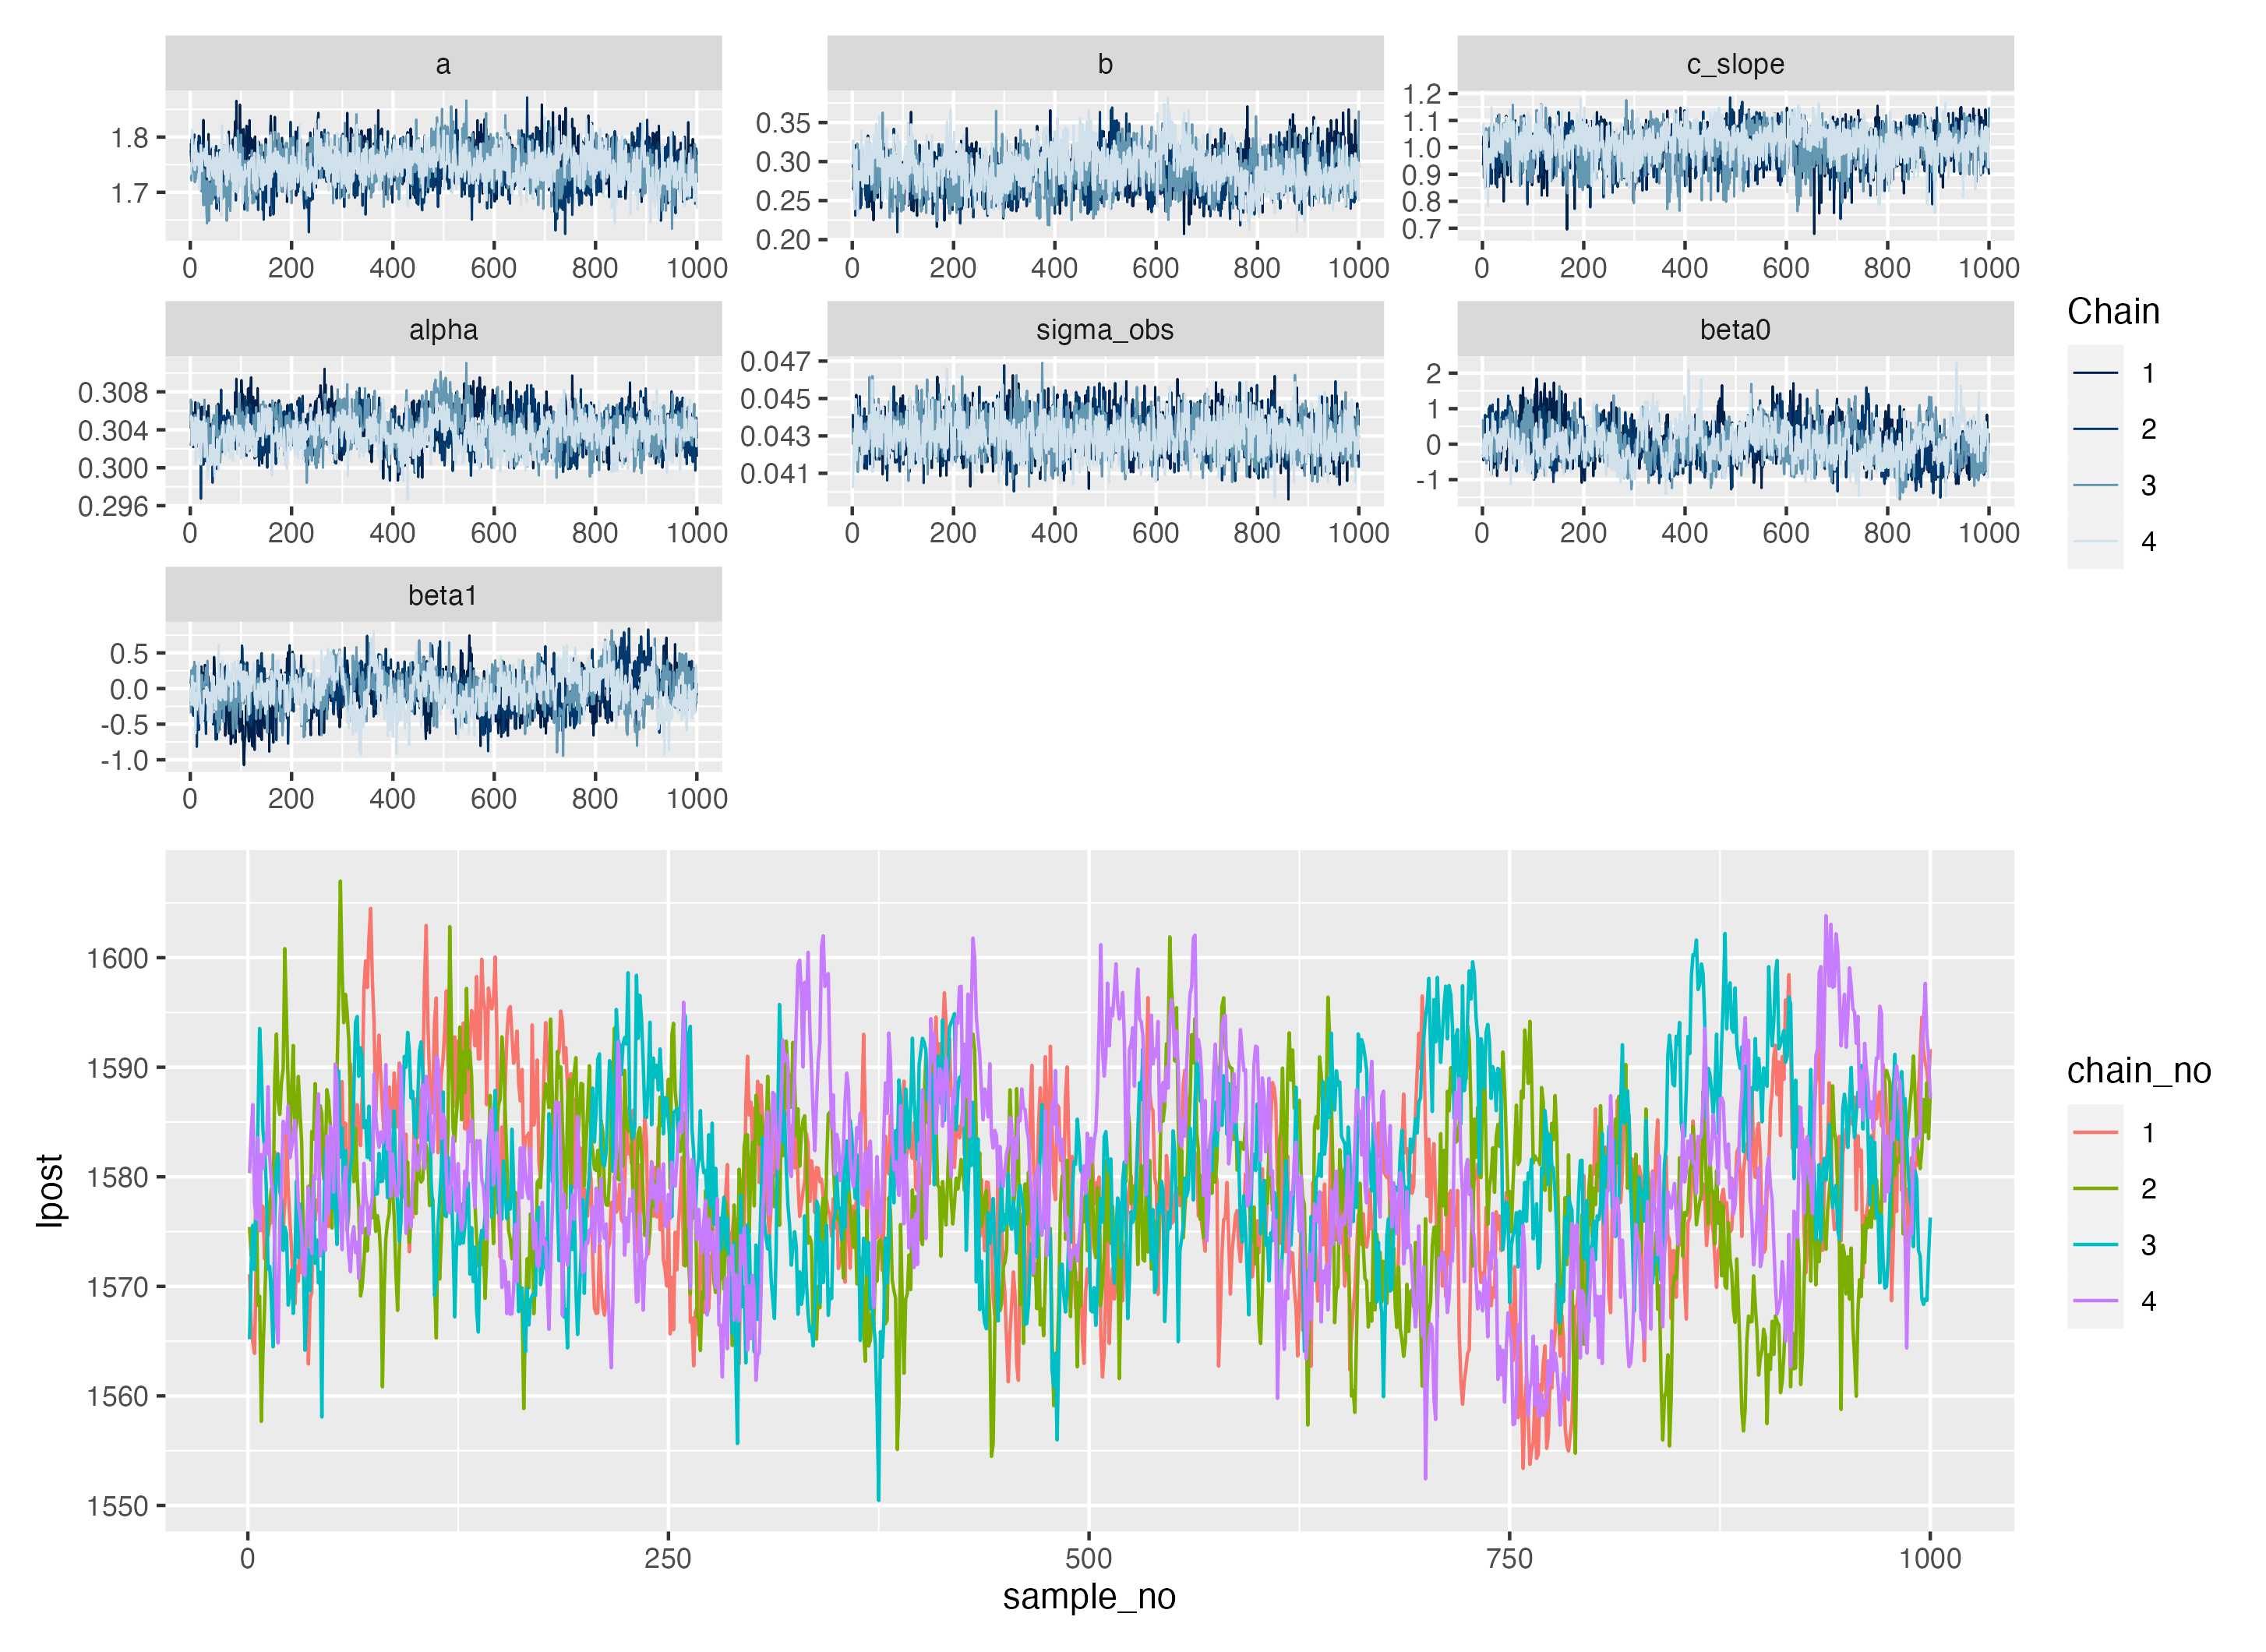 a
b
c_slope
1.8
1.7
0.35
0.30
0.25
0.20
1.2
1.1
1.0
0.9
0.8
0.7
0 200 400 600 800 1000
0 200 400 600 800 1000
0 200 400 600 800 1000
alpha
sigma_obs
beta0
0.308
0.304
0.300
0.296
0.047
0.045
0.043
0.041
2
1
0
-1
0 200 400 600 800 1000
0 200 400 600 800 1000
0 200 400 600 800 1000
beta1
0.5
0.0
-0.5
-1.0
0 200 400 600 800 1000
Chain
1
2
3
4
lpost
1600
1590
1580
1570
1560
1550
0 250 500 750 1000
sample_no
chain_no
1
2
3
4